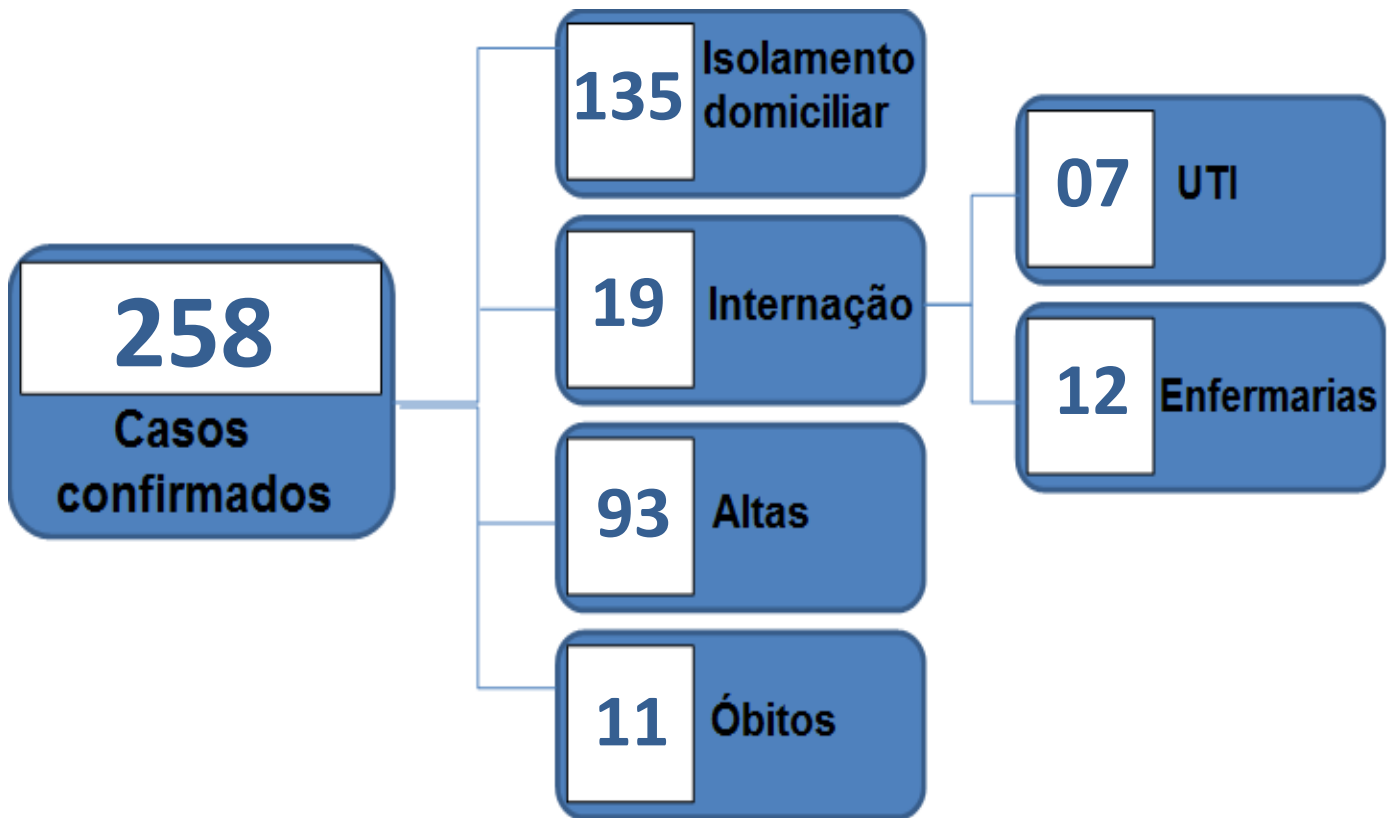 258
Casos
confirmados
135
Isolamento
domiciliar
19
Internação
93
Altas
11
Óbitos
07
UTI
12
Enfermarias